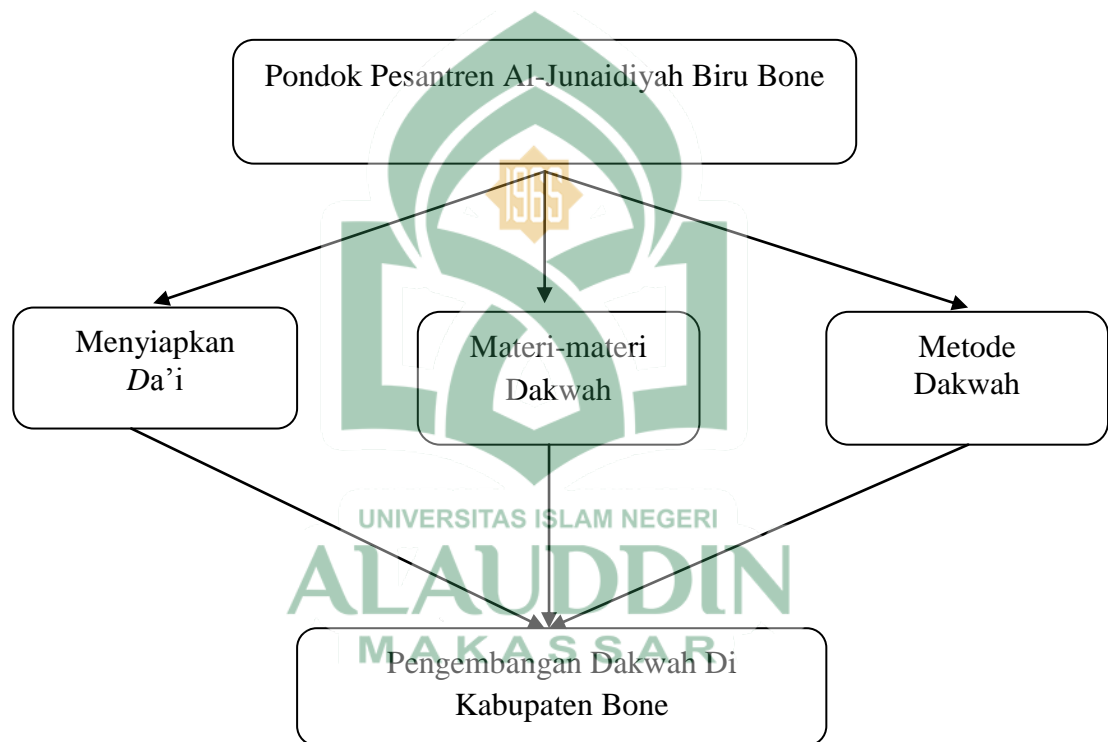 Pondok Pesantren Al-Junaidiyah Biru Bone
1965
Menyiapkan
Da’i
Materi-materi
Dakwah
Metode
Dakwah
UNIVERSITAS ISLAM NEGERI
ALAUDDIN
MAKASSAR
Pengembangan Dakwah Di
Kabupaten Bone